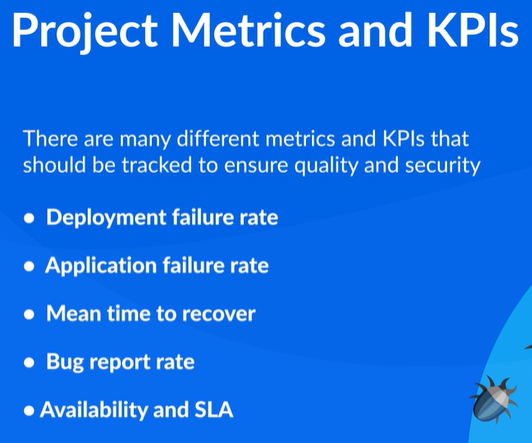 Project Metrics and KPIs
There are many different metrics and KPIs that
should be tracked to ensure quality and security
• Deployment failure rate
• Application failure rate
• Mean time to recover
• Bug report rate
• Availability and SLA